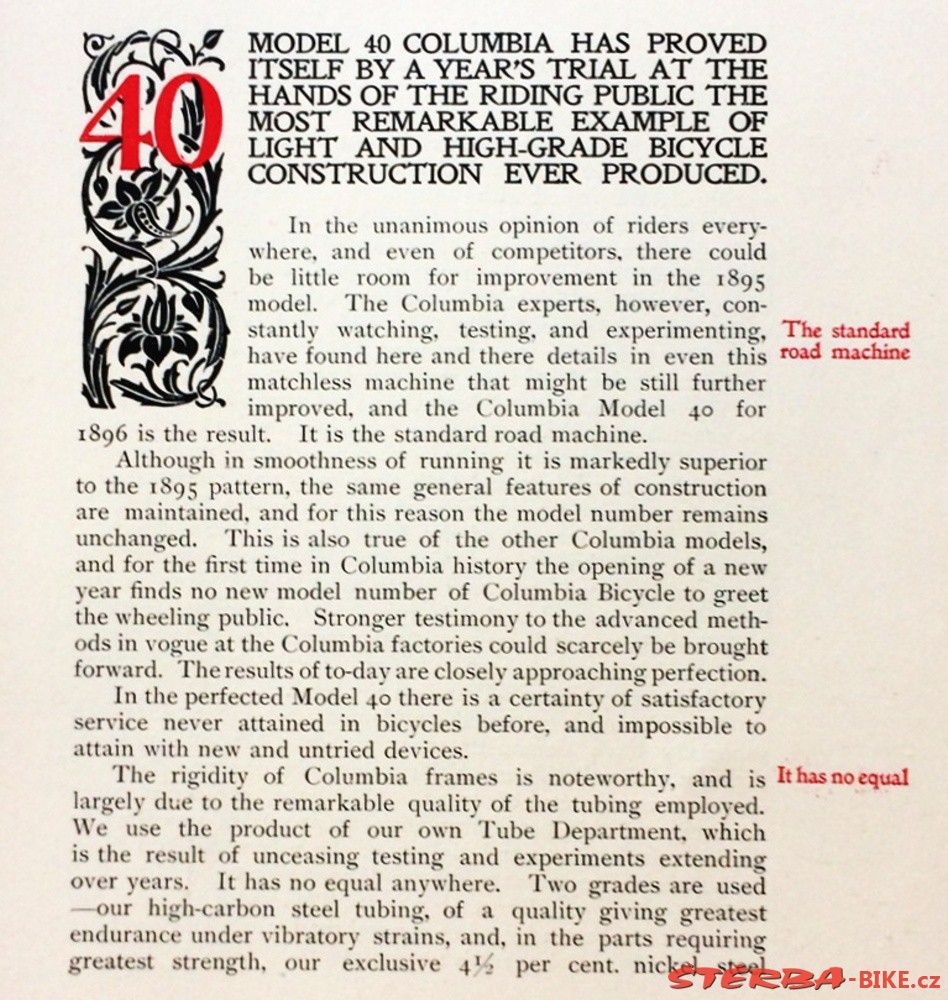 40
MODEL 40 COLUMBIA HAS PROVED
ITSELF BY A YEAR'S TRIAL AT THE
HANDS OF THE RIDING PUBLIC THE
MOST REMARKABLE EXAMPLE OF
LIGHT AND HIGH-GRADE BICYCLE
CONSTRUCTION EVER PRODUCED.
In the unanimous opinion of riders every-
where, and even of competitors, there could
be little room for improvement in the 1895
model. The Columbia experts, however, con-
stantly watching, testing, and experimenting,
have found here and there details in even this
matchless machine that might be still further
improved, and the Columbia Model 40 for
1896 is the result. It is the standard road machine.
The standard
road machine
Although in smoothness of running it is markedly superior
to the 1895 pattern, the same general features of construction
are maintained, and for this reason the model number remains
unchanged. This is also true of the other Columbia models,
and for the first time in Columbia history the opening of a new
year finds no new model number of Columbia Bicycle to greet
the wheeling public. Stronger testimony to the advanced meth-
ods in vogue at the Columbia factories could scarcely be brought
forward. The results of to-day are closely approaching perfection.
In the perfected Model 40 there is a certainty of satisfactory
service never attained in bicycles before, and impossible to
attain with new and untried devices.
The rigidity of Columbia frames is noteworthy, and is
largely due to the remarkable quality of the tubing employed.
We use the product of our own Tube Department, which
is the result of unceasing testing and experiments extending
over years. It has no equal anywhere. Two grades are used
—our high-carbon steel tubing, of a quality giving greatest
endurance under vibratory strains, and, in the parts requiring
greatest strength, our exclusive 4½ per cent. nickel steel
It has no equal
STERBA-BIKE.cz